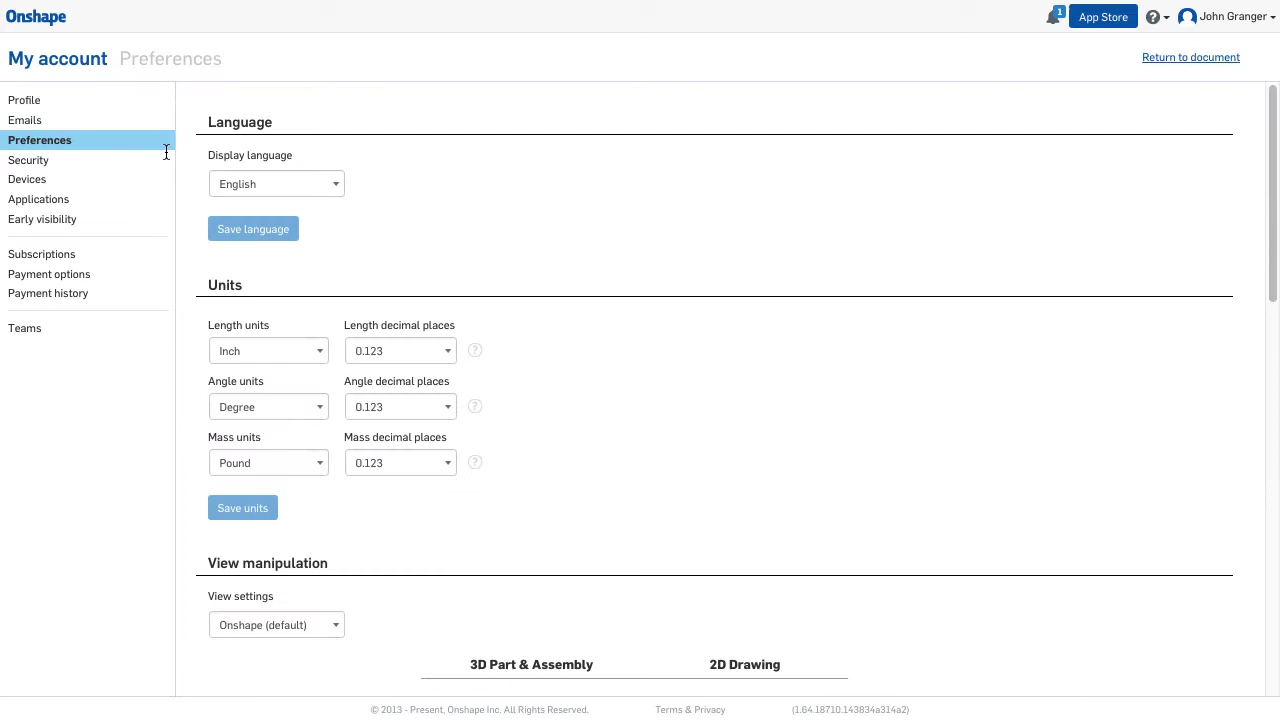 Onshape
1
App Store
John Granger
My account Preferences
Return to document
Profile
Emails
Preferences
Security
Devices
Applications
Early visibility
Subscriptions
Payment options
Payment history
Teams
Language
Display language
English
Save language
Units
Length units Length decimal places
Inch 0.123 ?
Angle units Angle decimal places
Degree 0.123 ?
Mass units Mass decimal places
Pound 0.123 ?
Save units
View manipulation
View settings
Onshape (default)
3D Part & Assembly 2D Drawing
© 2013 - Present, Onshape Inc. All Rights Reserved. Terms & Privacy (1.64.18710.143834a314a2)